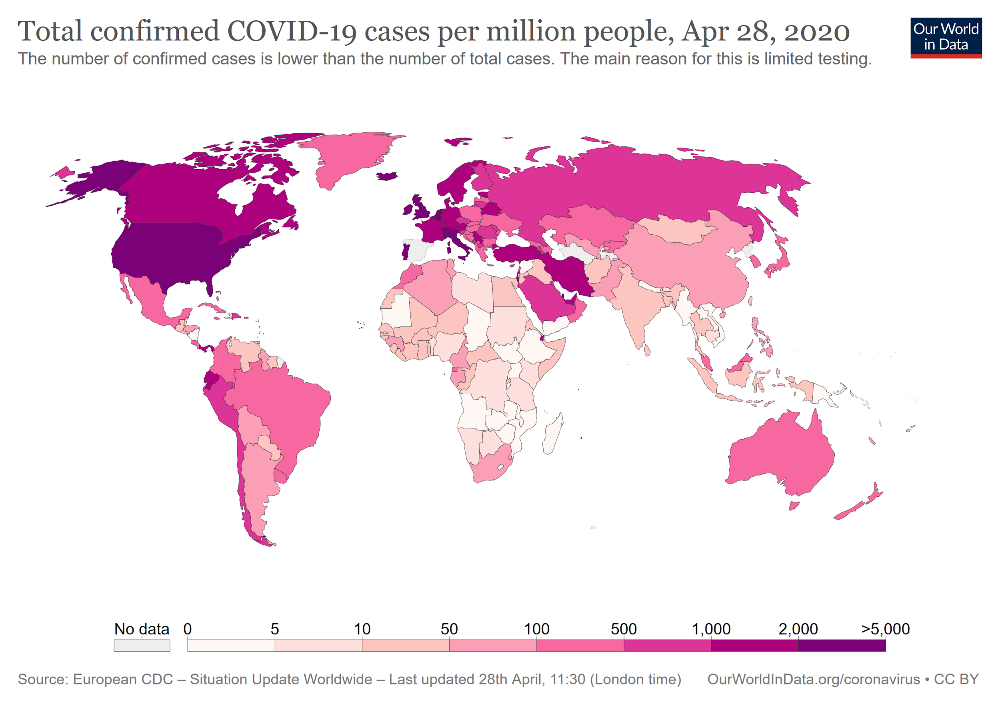 Total confirmed COVID-19 cases per million people, Apr 28, 2020
The number of confirmed cases is lower than the number of total cases. The main reason for this is limited testing.
Our World
in Data
No data 0 5 10 50 100 500 1,000 2,000 >5,000
Source: European CDC – Situation Update Worldwide – Last updated 28th April, 11:30 (London time)
OurWorldInData.org/coronavirus • CC BY